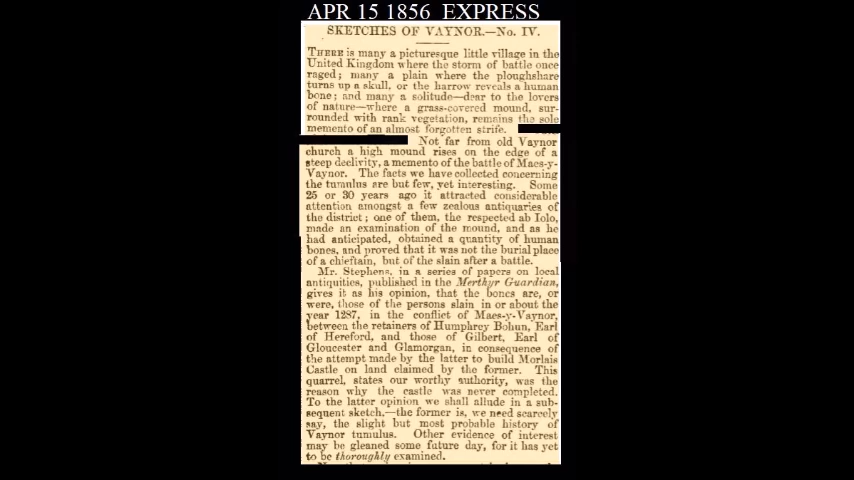 APR 15 1856 EXPRESS
SKETCHES OF VAYNOR.—No. IV.
THERE is many a picturesque little village in the
United Kingdom where the storm of battle once
raged; many a plain where the ploughshare
turns up a skull, or the harrow reveals a human
bone; and many a solitude—dear to the lovers
of nature—where a grass-covered mound, sur-
rounded with rank vegetation, remains the sole
memento of an almost forgotten strife.
Not far from old Vaynor
church a high mound rises on the edge of a
steep declivity, a memento of the battle of Maes-y-
Vaynor. The facts we have collected concerning
the tumulus are but few, yet interesting. Some
25 or 30 years ago it attracted considerable
attention amongst a few zealous antiquaries of
the district; one of them, the respected ab Iolo,
made an examination of the mound, and as he
had anticipated, obtained a quantity of human
bones, and proved that it was not the burial place
of a chieftain, but of the slain after a battle.
Mr. Stephens, in a series of papers on local
antiquities, published in the Merthyr Guardian,
gives it as his opinion, that the bones are, or
were, those of the persons slain in or about the
year 1287, in the conflict of Maes-y-Vaynor,
between the retainers of Humphrey Bohun, Earl
of Hereford, and those of Gilbert, Earl of
Gloucester and Glamorgan, in consequence of
the attempt made by the latter to build Morlais
Castle on land claimed by the former. This
quarrel, states our worthy authority, was the
reason why the castle was never completed.
To the latter opinion we shall allude in a sub-
sequent sketch.—the former is, we need scarcely
say, the slight but most probable history of
Vaynor tumulus. Other evidence of interest
may be gleaned some future day, for it has yet
to be thoroughly examined.